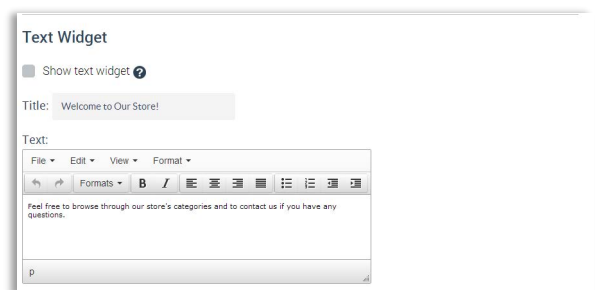 Text Widget
Show text widget ?
Title: Welcome to Our Store!
Text:
File Edit View Format
Formats B I
Feel free to browse through our store's categories and to contact us if you have any
questions.
p